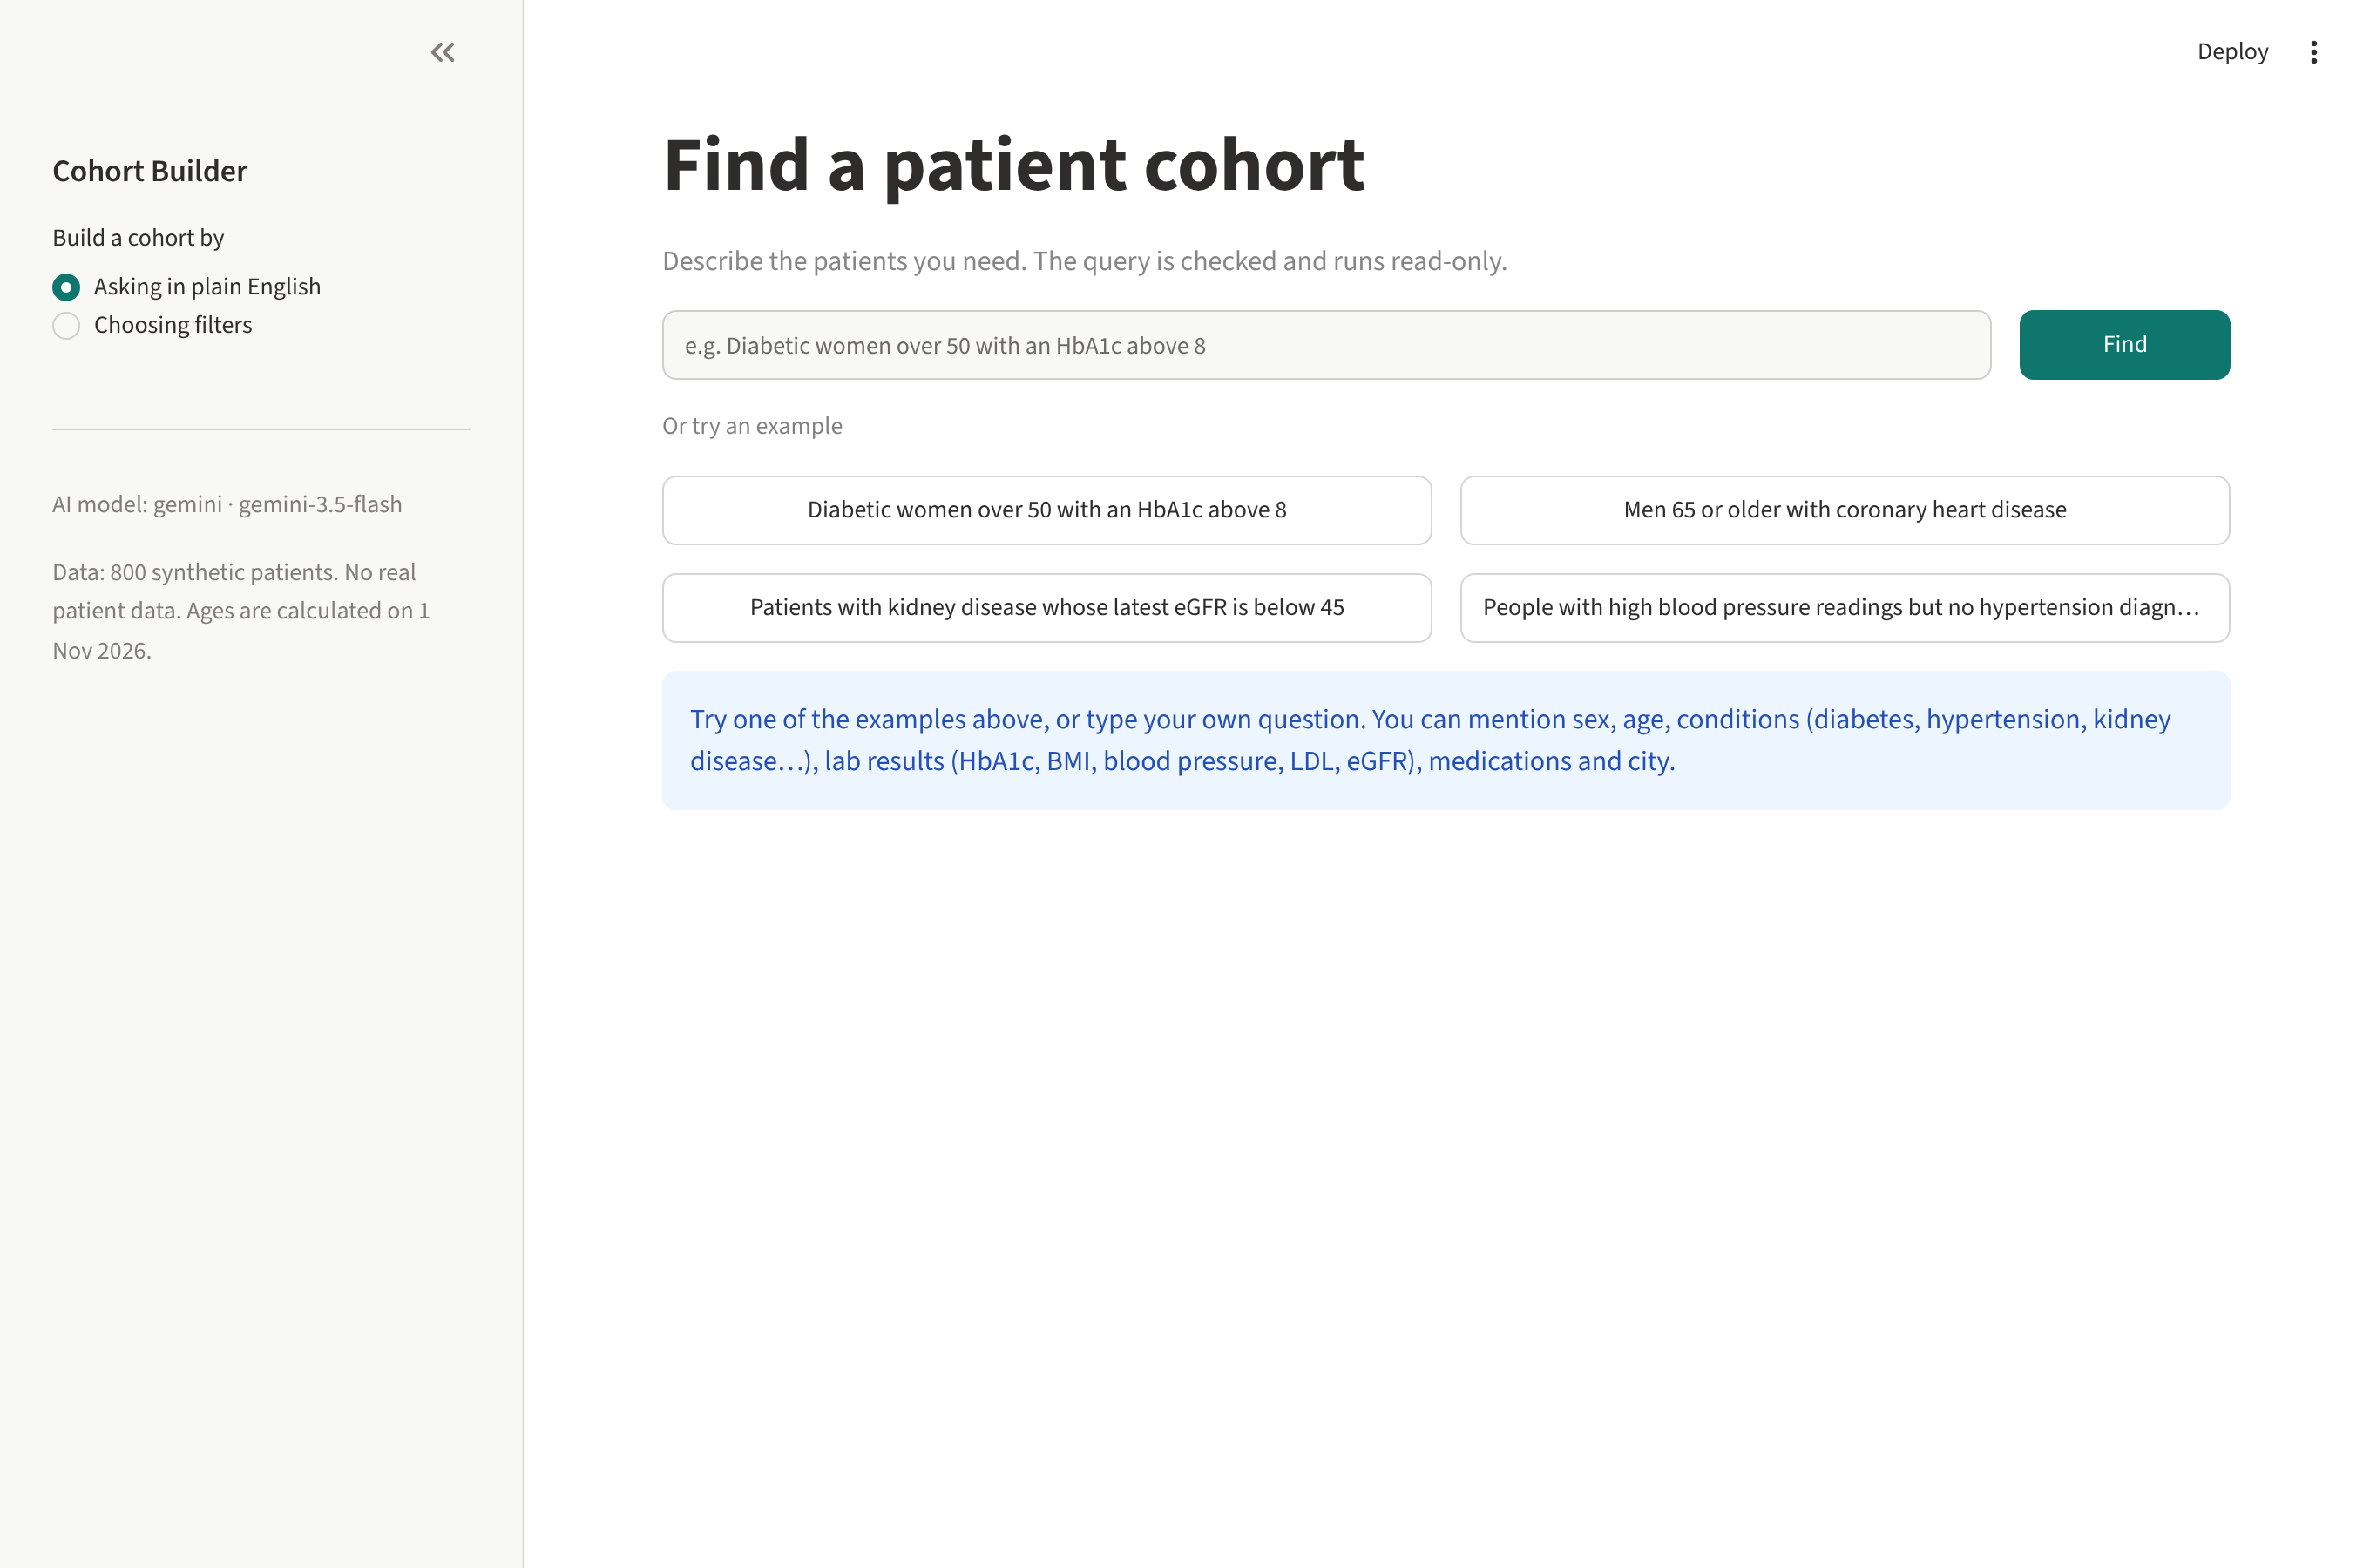 Deploy
Cohort Builder
Build a cohort by
Asking in plain English
Choosing filters
AI model: gemini · gemini-3.5-flash
Data: 800 synthetic patients. No real
patient data. Ages are calculated on 1
Nov 2026.
Find a patient cohort
Describe the patients you need. The query is checked and runs read-only.
e.g. Diabetic women over 50 with an HbA1c above 8
Find
Or try an example
Diabetic women over 50 with an HbA1c above 8
Men 65 or older with coronary heart disease
Patients with kidney disease whose latest eGFR is below 45
People with high blood pressure readings but no hypertension diagn…
Try one of the examples above, or type your own question. You can mention sex, age, conditions (diabetes, hypertension, kidney
disease…), lab results (HbA1c, BMI, blood pressure, LDL, eGFR), medications and city.